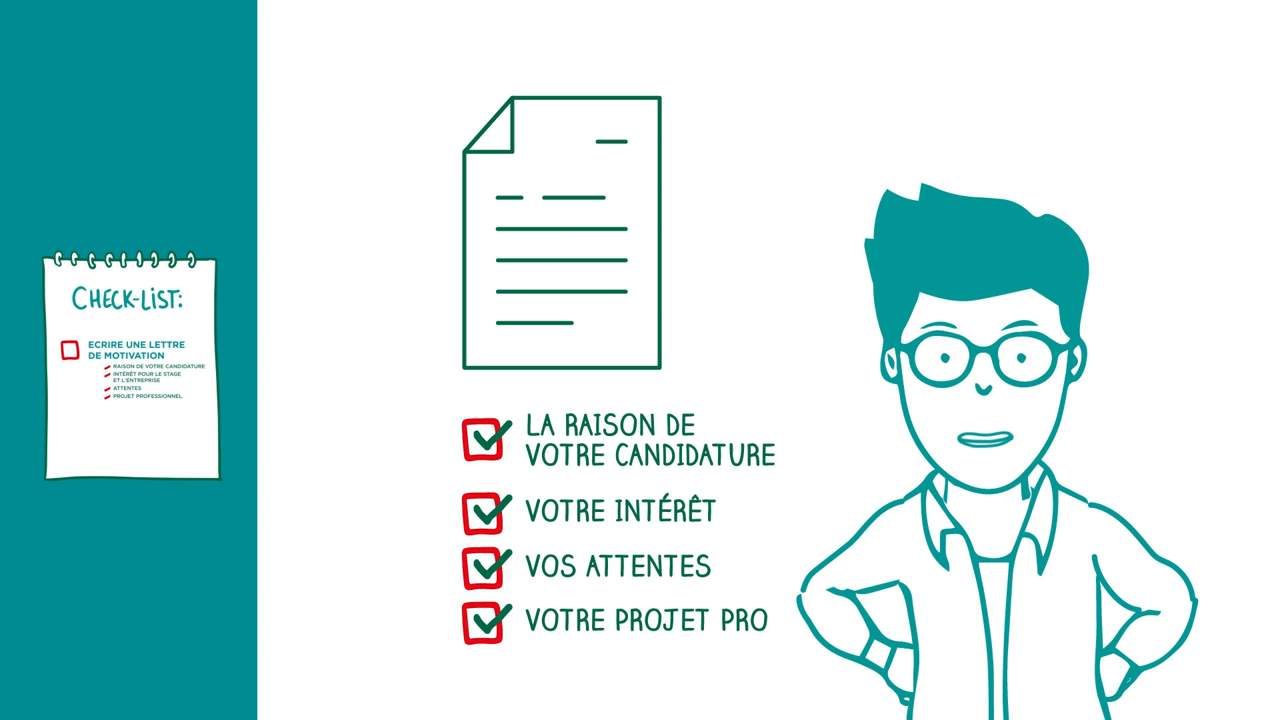 CHECK-LIST:
ECRIRE UNE LETTRE
DE MOTIVATION
RAISON DE VOTRE CANDIDATURE
INTÉRÊT POUR LE STAGE
ET L'ENTREPRISE
ATTENTES
PROJET PROFESSIONNEL
LA RAISON DE
VOTRE CANDIDATURE
VOTRE INTÉRÊT
VOS ATTENTES
VOTRE PROJET PRO